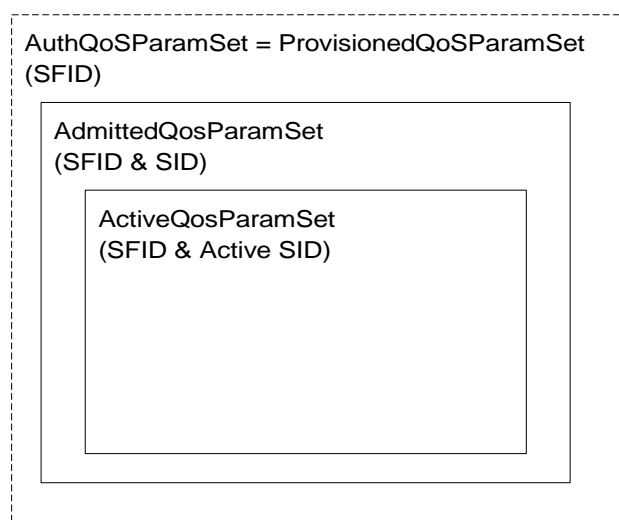 AuthQoSParamSet = ProvisionedQoSParamSet
(SFID)
AdmittedQosParamSet
(SFID & SID)
ActiveQosParamSet
(SFID & Active SID)